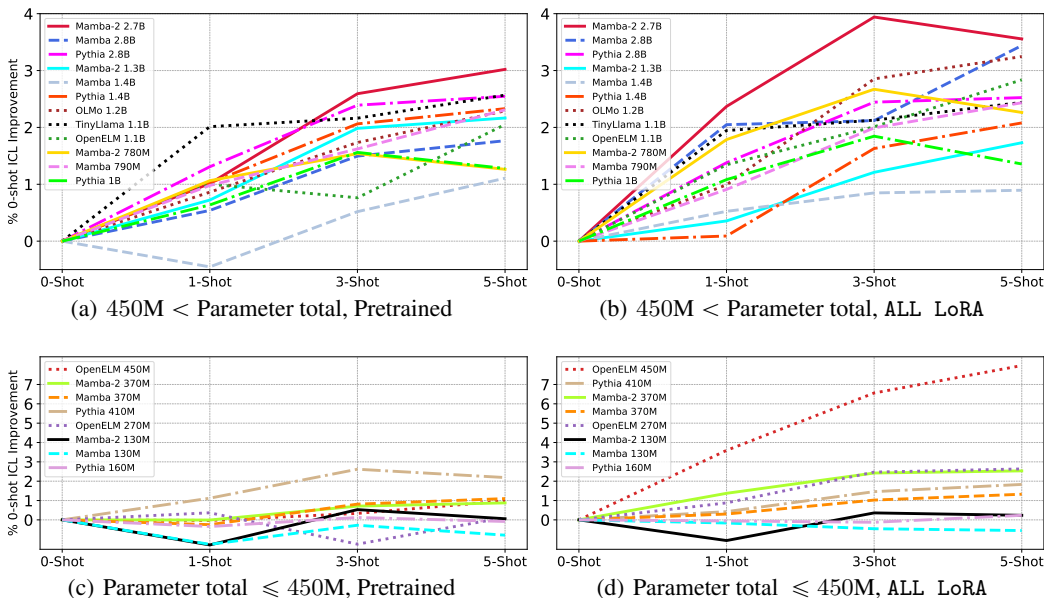 % 0-shot ICL Improvement
4
3
2
1
0
Mamba-2 2.7B
Mamba 2.8B
Pythia 2.8B
Mamba-2 1.3B
Mamba 1.4B
Pythia 1.4B
OLMo 1.2B
TinyLlama 1.1B
OpenELM 1.1B
Mamba-2 780M
Mamba 790M
Pythia 1B
0-Shot 1-Shot 3-Shot 5-Shot
(a) 450M < Parameter total, Pretrained
% 0-shot ICL Improvement
4
3
2
1
0
Mamba-2 2.7B
Mamba 2.8B
Pythia 2.8B
Mamba-2 1.3B
Mamba 1.4B
Pythia 1.4B
OLMo 1.2B
TinyLlama 1.1B
OpenELM 1.1B
Mamba-2 780M
Mamba 790M
Pythia 1B
0-Shot 1-Shot 3-Shot 5-Shot
(b) 450M < Parameter total, ALL LoRA
% 0-shot ICL Improvement
7
6
5
4
3
2
1
0
OpenELM 450M
Mamba-2 370M
Mamba 370M
Pythia 410M
OpenELM 270M
Mamba-2 130M
Mamba 130M
Pythia 160M
0-Shot 1-Shot 3-Shot 5-Shot
(c) Parameter total ⩽ 450M, Pretrained
% 0-shot ICL Improvement
7
6
5
4
3
2
1
0
OpenELM 450M
Pythia 410M
Mamba-2 370M
Mamba 370M
OpenELM 270M
Mamba-2 130M
Mamba 130M
Pythia 160M
0-Shot 1-Shot 3-Shot 5-Shot
(d) Parameter total ⩽ 450M, ALL LoRA